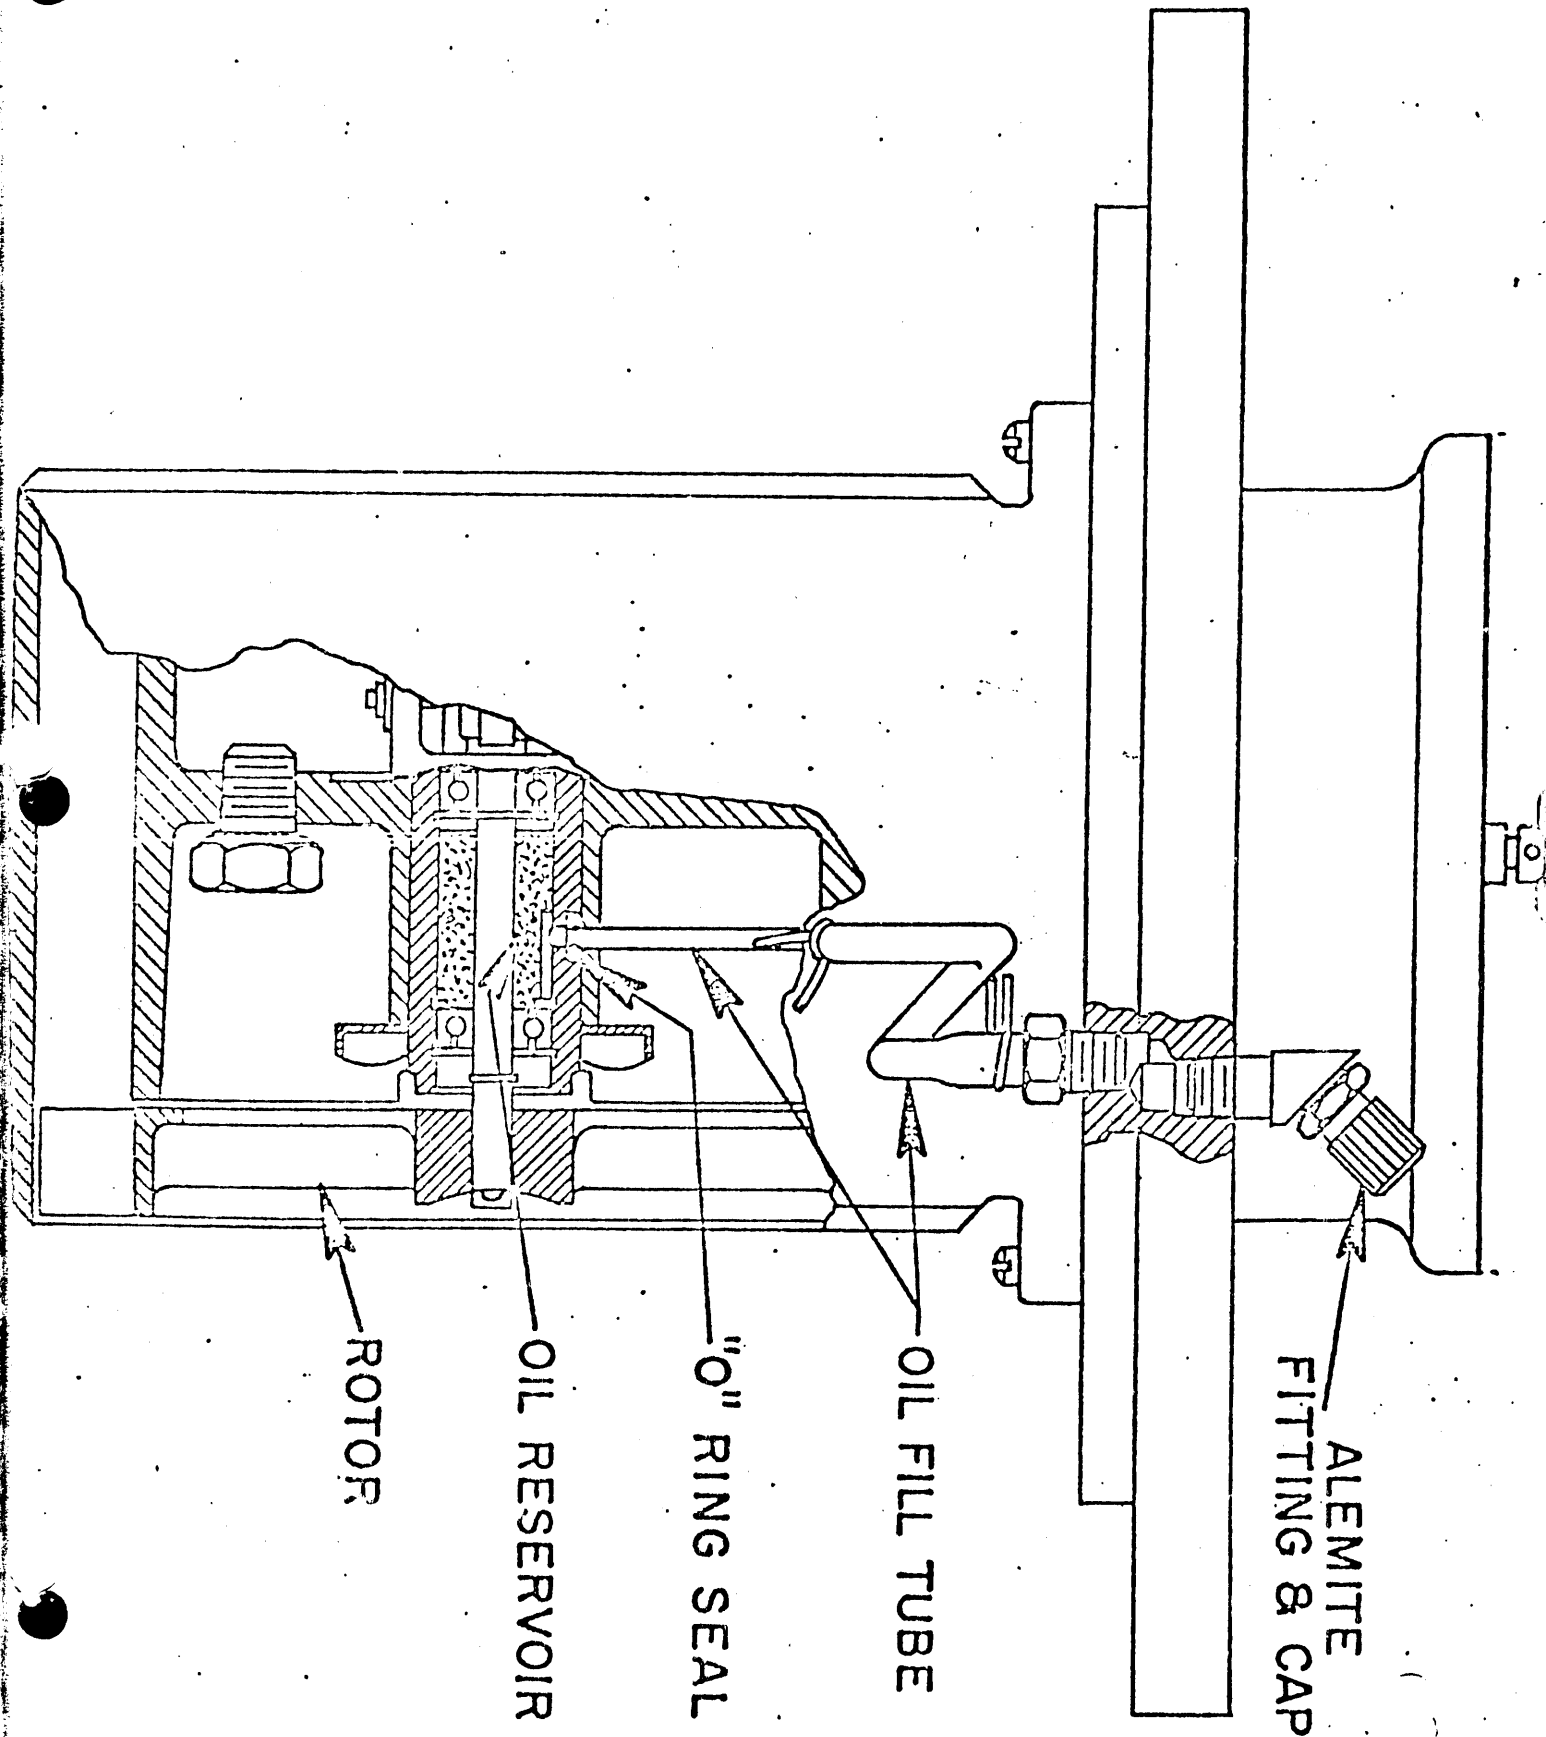 ALEMITE
FITTING & CAP
OIL FILL TUBE
"O" RING SEAL
OIL RESERVOIR
ROTOR